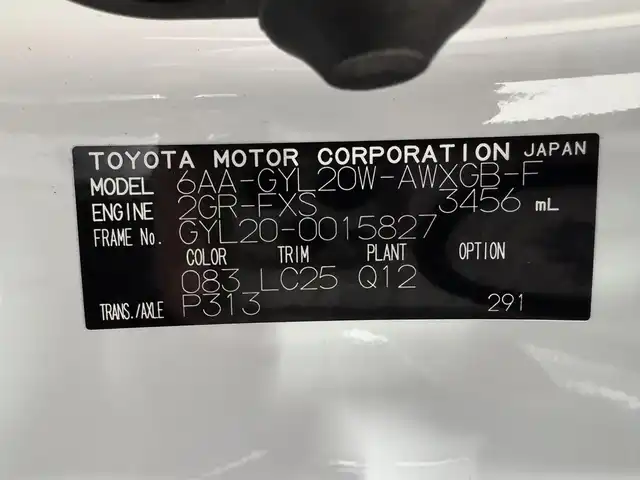 TOYOTA MOTOR CORPORATION JAPAN
MODEL 6AA-GYL20W-AWXGB-F
ENGINE 2GR-FXS 3456 mL
FRAME No. GYL20-0015827
COLOR TRIM PLANT OPTION
083 LC25 Q12
TRANS./AXLE P313 291